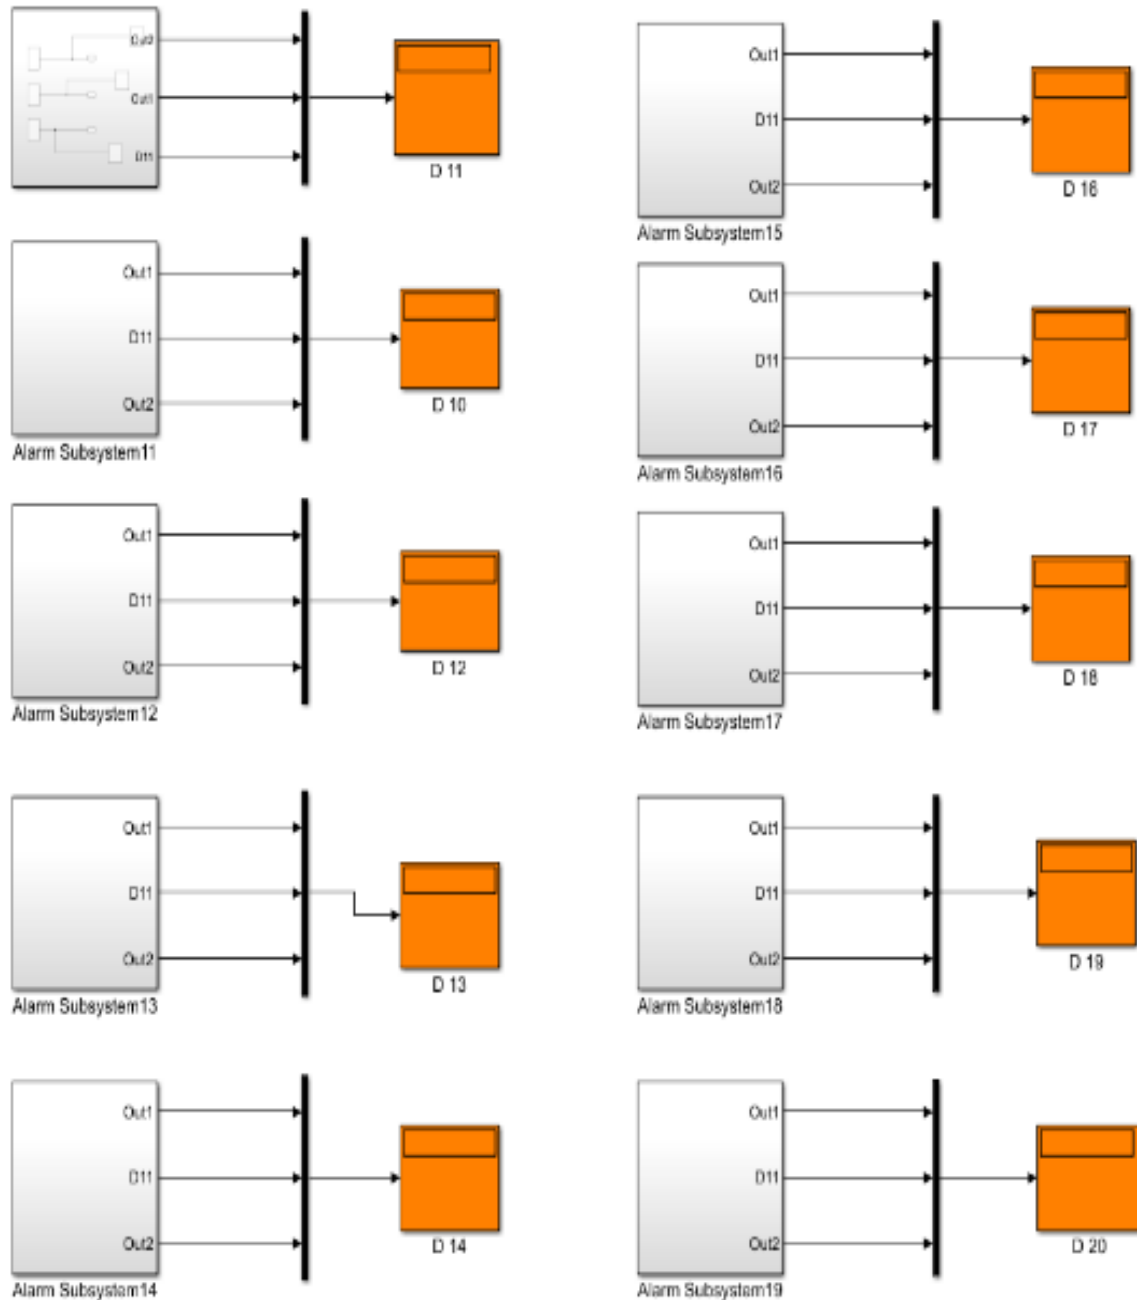 Out2
Out1
D11
D 11
Out1
D11
Out2
D 10
Alarm Subsystem11
Out1
D11
Out2
D 12
Alarm Subsystem12
Out1
D11
Out2
D 13
Alarm Subsystem13
Out1
D11
Out2
D 14
Alarm Subsystem14
Out1
D11
Out2
D 16
Alarm Subsystem15
Out1
D11
Out2
D 17
Alarm Subsystem16
Out1
D11
Out2
D 18
Alarm Subsystem17
Out1
D11
Out2
D 19
Alarm Subsystem18
Out1
D11
Out2
D 20
Alarm Subsystem19